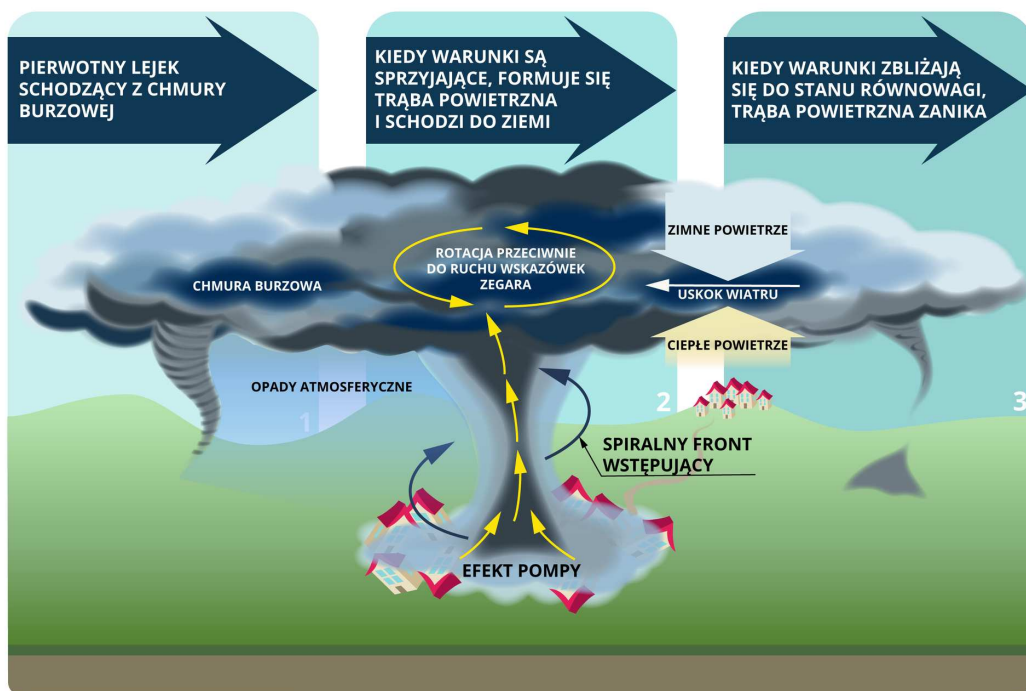 PIERWOTNY LEJEK
SCHODZĄCY Z CHMURY
BURZOWEJ
KIEDY WARUNKI SĄ
SPRZYJAJĄCE, FORMUJE SIĘ
TRĄBA POWIETRZNA
I SCHODZI DO ZIEMI
KIEDY WARUNKI ZBLIŻAJĄ
SIĘ DO STANU RÓWNOWAGI,
TRĄBA POWIETRZNA ZANIKA
ZIMNE POWIETRZE
ROTACJA PRZECIWNIE
DO RUCHU WSKAZÓWEK
ZEGARA
CHMURA BURZOWA
USKOK WIATRU
CIEPŁE POWIETRZE
OPADY ATMOSFERYCZNE
1
2
3
SPIRALNY FRONT
WSTĘPUJĄCY
EFEKT POMPY